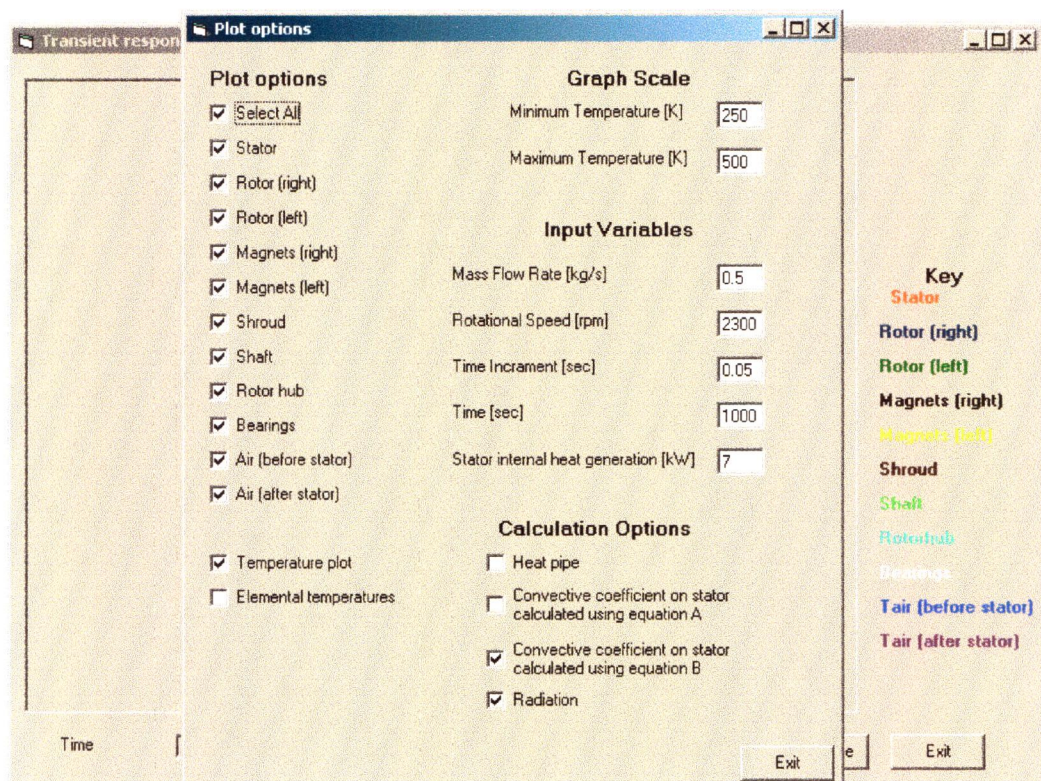 Transient respon
Plot options
Plot options
Select All
Stator
Rotor (right)
Rotor (left)
Magnets (right)
Magnets (left)
Shroud
Shaft
Rotor hub
Bearings
Air (before stator)
Air (after stator)
Temperature plot
Elemental temperatures
Graph Scale
Minimum Temperature [K] 250
Maximum Temperature [K] 500
Input Variables
Mass Flow Rate [kg/s] 0.5
Rotational Speed [rpm] 2300
Time Incrament [sec] 0.05
Time [sec] 1000
Stator internal heat generation [kW] 7
Calculation Options
Heat pipe
Convective coefficient on stator
calculated using equation A
Convective coefficient on stator
calculated using equation B
Radiation
Exit
Key
Stator
Rotor (right)
Rotor (left)
Magnets (right)
Magnets (left)
Shroud
Shaft
Rotorhub
Bearings
Tair (before stator)
Tair (after stator)
Time
e
Exit